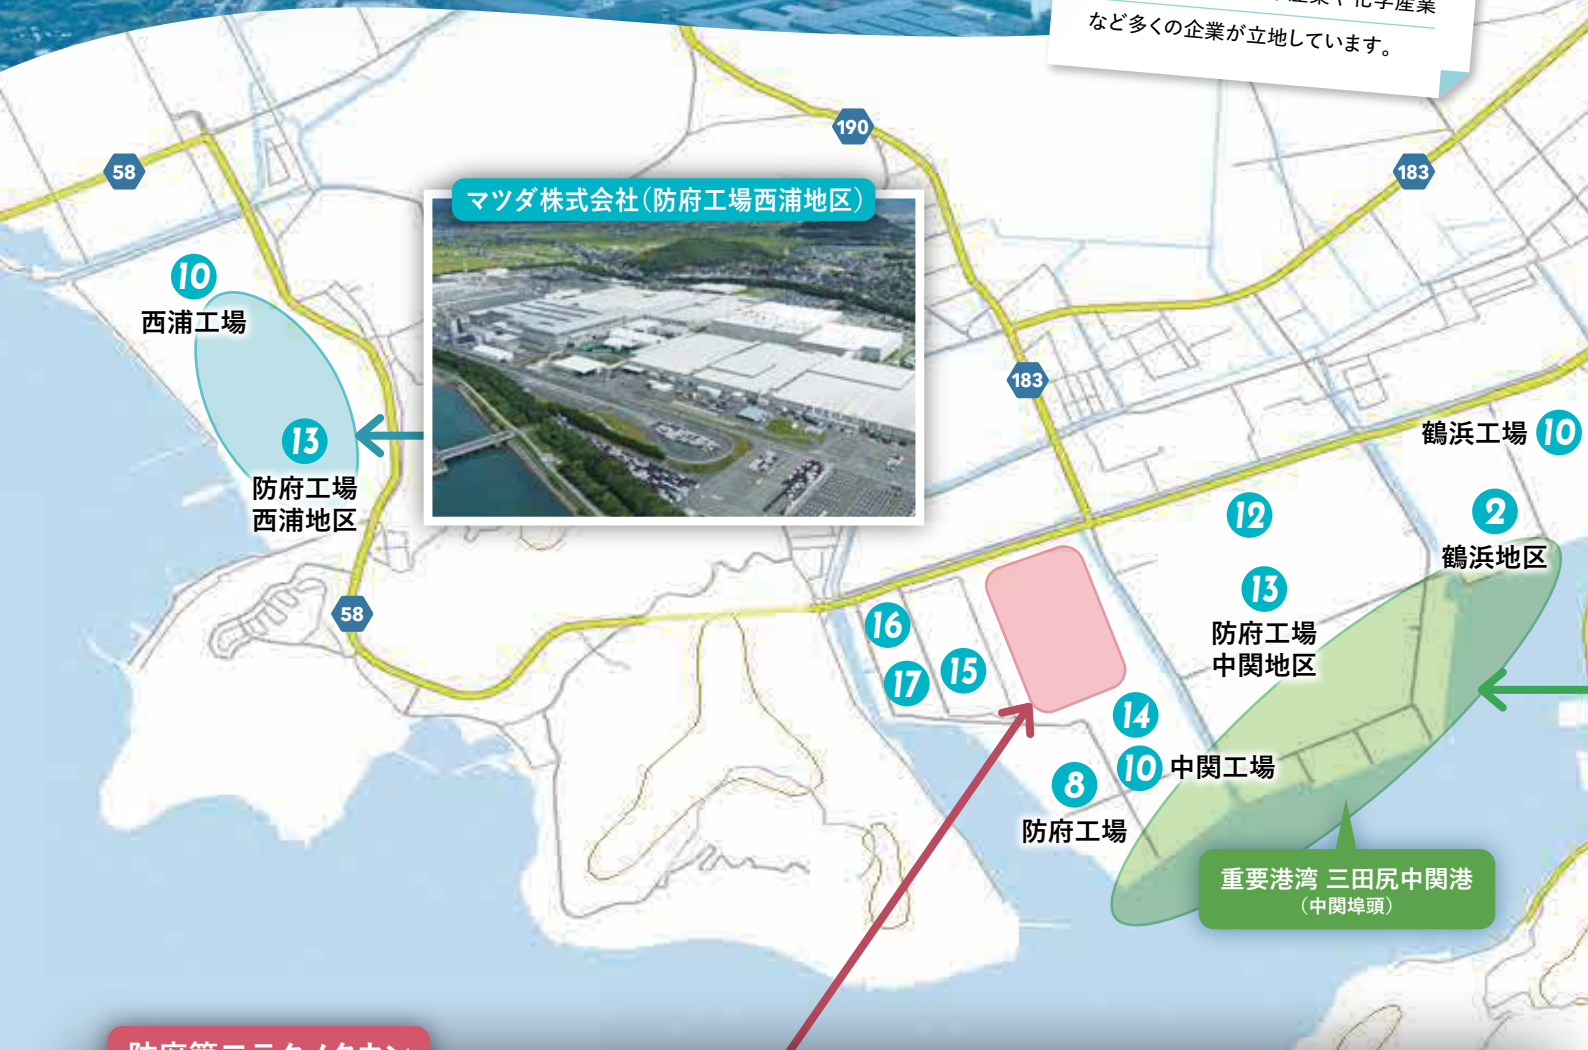 など多くの企業が立地しています。
190
58
183
マツダ株式会社(防府工場西浦地区)
10
西浦工場
183
13
防府工場
西浦地区
鶴浜工場 10
12
2
鶴浜地区
13
防府工場
中関地区
58
16
17
15
14
10 中関工場
8
防府工場
重要港湾 三田尻中関港
(中関埠頭)